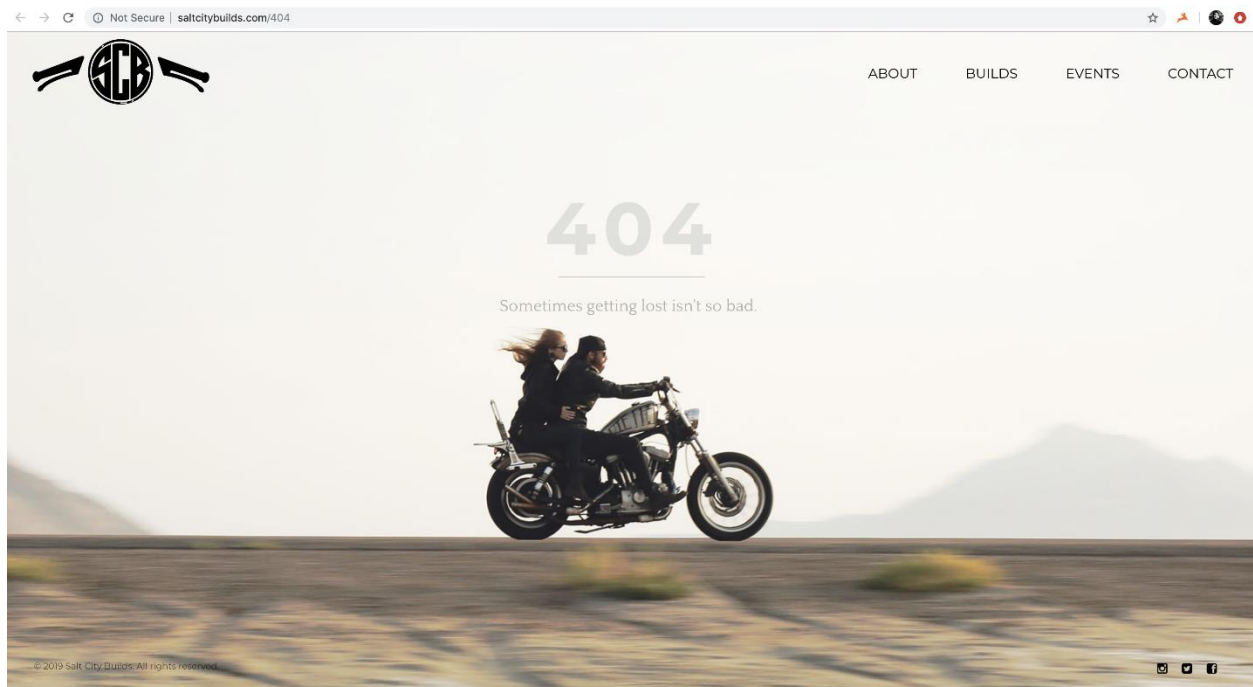 Not Secure | saltcitybuilds.com/404
SCB
ABOUT BUILDS EVENTS CONTACT
404
Sometimes getting lost isn't so bad.
© 2019 Salt City Builds. All rights reserved.